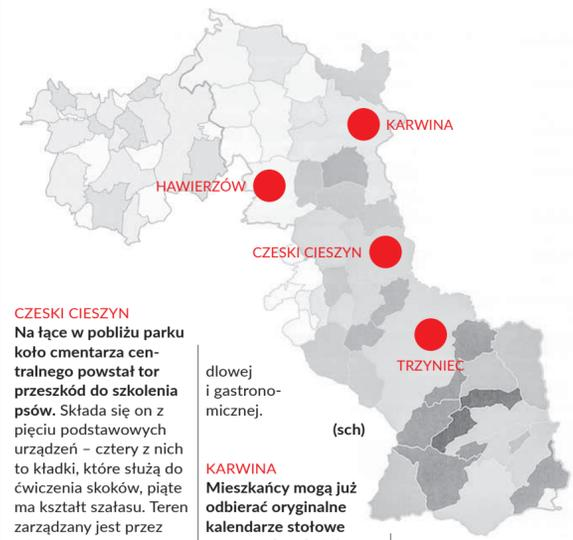 KARWINA
HAWIERZÓW
CZESKI CIESZYN
TRZYNIEC
CZESKI CIESZYN
Na łące w pobliżu parku
koło cmentarza cen-
tralnego powstał tor
przeszkód do szkolenia
psów. Składa się on z
pięciu podstawowych
urządzeń – cztery z nich
to kładki, które służą do
ćwiczenia skoków, piąte
ma kształt szałasu. Teren
zarządzany jest przez
dlowej
i gastrono-
micznej.
(sch)
KARWINA
Mieszkańcy mogą już
odbierać oryginalne
kalendarze stołowe